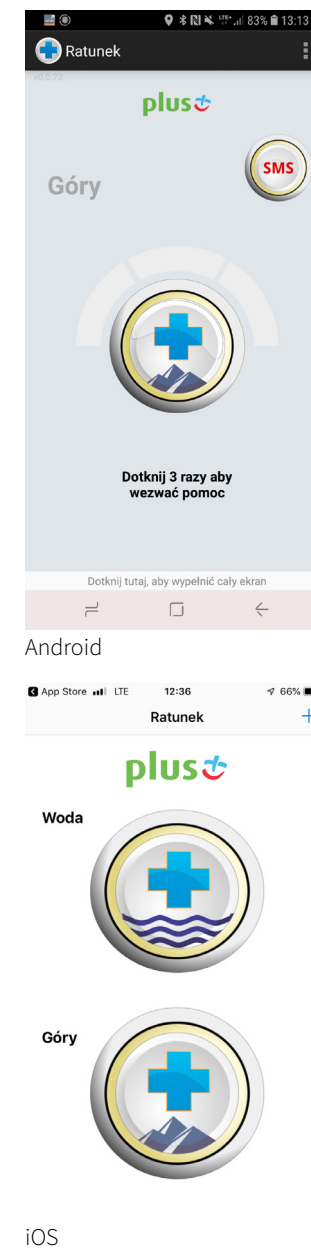 LTE+ 83% 13:13
Ratunek
v0.0.72
plus
SMS
Góry
Dotknij 3 razy aby
wezwać pomoc
Dotknij tutaj, aby wypełnić cały ekran
Android
App Store LTE 12:36 66%
Ratunek
plus
Woda
Góry
iOS